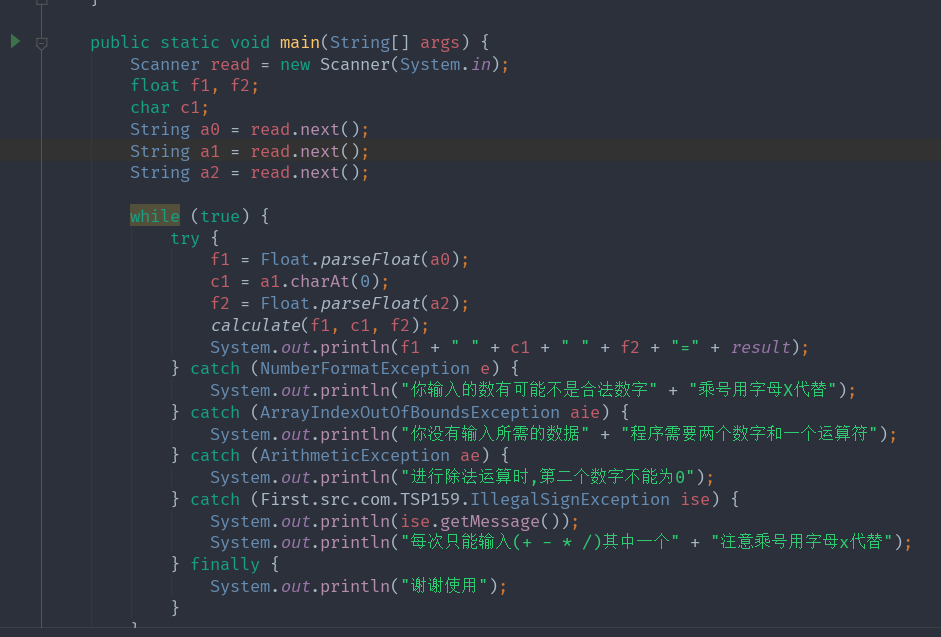 }
public static void main(String[] args) {
Scanner read = new Scanner(System.in);
float f1, f2;
char c1;
String a0 = read.next();
String a1 = read.next();
String a2 = read.next();
while (true) {
try {
f1 = Float.parseFloat(a0);
c1 = a1.charAt(0);
f2 = Float.parseFloat(a2);
calculate(f1, c1, f2);
System.out.println(f1 + " " + c1 + " " + f2 + "=" + result);
} catch (NumberFormatException e) {
System.out.println("你输入的数有可能不是合法数字" + "乘号用字母X代替");
} catch (ArrayIndexOutOfBoundsException aie) {
System.out.println("你没有输入所需的数据" + "程序需要两个数字和一个运算符");
} catch (ArithmeticException ae) {
System.out.println("进行除法运算时,第二个数字不能为0");
} catch (First.src.com.TSP159.IllegalSignException ise) {
System.out.println(ise.getMessage());
System.out.println("每次只能输入(+ - * /)其中一个" + "注意乘号用字母x代替");
} finally {
System.out.println("谢谢使用");
}
}